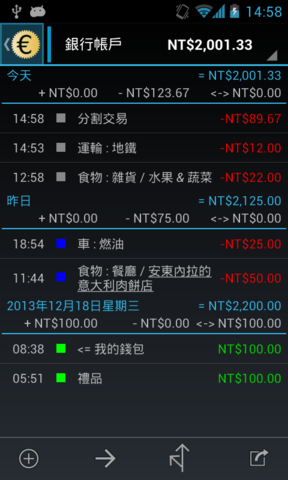 14:58
銀行帳戶 NT$2,001.33
今天 = NT$2,001.33
+ NT$0.00 - NT$123.67 <-> NT$0.00
14:58 分割交易 -NT$89.67
14:53 運輸 : 地鐵 -NT$12.00
12:58 食物 : 雜貨 / 水果 & 蔬菜 -NT$22.00
昨日 = NT$2,125.00
+ NT$0.00 - NT$75.00 <-> NT$0.00
18:54 車 : 燃油 -NT$25.00
11:44 食物 : 餐廳 / 安東內拉的 -NT$50.00
意大利肉餅店
2013年12月18日星期三 = NT$2,200.00
+ NT$100.00 - NT$0.00 <-> NT$100.00
08:38 <= 我的錢包 NT$100.00
05:51 禮品 NT$100.00